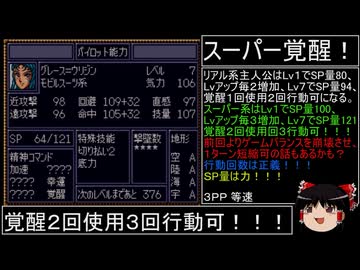 パイロット能力
グレース=ウリジン
モビルスーツ系
レベル 7
気力 106
近攻撃 98 回避 109+32 直感 97
遠攻撃 96 命中 105+32 技量 107
SP 64/121
特殊技能
切り払い2
底力
撃墜数
★★★★
地形
空 A
陸 A
海 A
宇 A
精神コマンド
加速 ????
???? 幸運
???? 覚醒
次のレベルまであと 376
スーパー覚醒！
リアル系主人公はLv1でSP量80、
Lvアップ毎2増加、Lv7でSP量94、
覚醒1回使用2回行動可になる。
スーパー系はLv1でSP量100、
Lvアップ毎3増加、Lv7でSP量121
覚醒２回使用回3行動可！！！
前回よりゲームバランスを崩壊させ、
1ターン短縮可の話もあるかも？
行動回数は正義！！！
SP量は力！！！
３PP 等速
覚醒２回使用３回行動可！！！